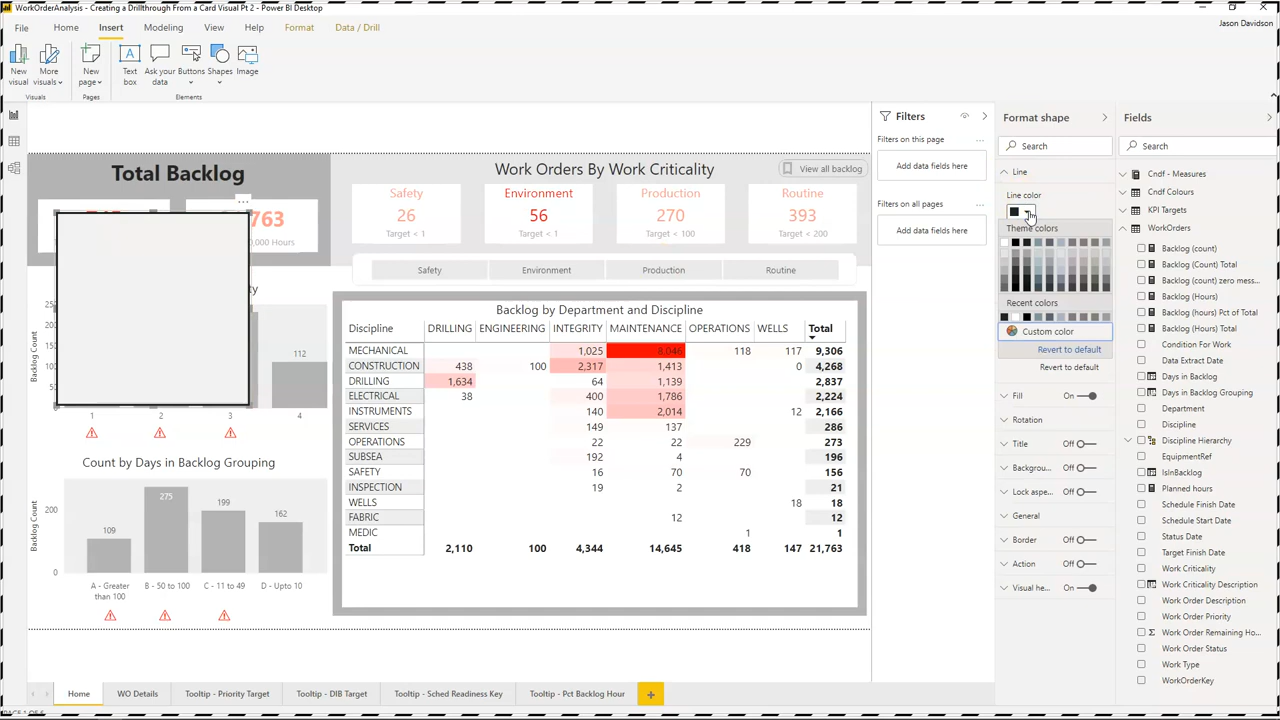 WorkOrderAnalysis - Creating a Drillthrough From a Card Visual Pt 2 - Power BI Desktop
Jason Davidson
File Home Insert Modeling View Help Format Data / Drill
New visual More visuals New page Text box Ask your data Buttons Shapes Image
Visuals Pages Elements
Total Backlog
763
,000 Hours
Work Orders By Work Criticality
View all backlog
Safety Environment Production Routine
26 56 270 393
Target < 1 Target < 1 Target < 100 Target < 200
Safety Environment Production Routine
Backlog Count
112
1 2 3 4
Count by Days in Backlog Grouping
Backlog Count
200
0
109 275 199 162
A - Greater than 100 B - 50 to 100 C - 11 to 49 D - Upto 10
Backlog by Department and Discipline
Discipline DRILLING ENGINEERING INTEGRITY MAINTENANCE OPERATIONS WELLS Total
MECHANICAL 1,025 8,046 118 117 9,306
CONSTRUCTION 438 100 2,317 1,413 0 4,268
DRILLING 1,634 64 1,139 2,837
ELECTRICAL 38 400 1,786 2,224
INSTRUMENTS 140 2,014 12 2,166
SERVICES 149 137 286
OPERATIONS 22 22 229 273
SUBSEA 192 4 196
SAFETY 16 70 70 156
INSPECTION 19 2 21
WELLS 18 18
FABRIC 12 12
MEDIC 1 1
Total 2,110 100 4,344 14,645 418 147 21,763
Home WO Details Tooltip - Priority Target Tooltip - DIB Target Tooltip - Sched Readiness Key Tooltip - Pct Backlog Hour
Filters
Filters on this page
Add data fields here
Filters on all pages
Add data fields here
Format shape
Search
Line
Line color
Theme colors
Recent colors
Custom color
Revert to default
Revert to default
Fill On
Rotation
Title Off
Backgrou... Off
Lock aspe... Off
General
Border Off
Action Off
Visual he... On
Fields
Search
Cndf - Measures
Cndf Colours
KPI Targets
WorkOrders
Backlog (count)
Backlog (Count) Total
Backlog (count) zero mess...
Backlog (Hours)
Backlog (hours) Pct of Total
Backlog (Hours) Total
Condition For Work
Data Extract Date
Days in Backlog
Days in Backlog Grouping
Department
Discipline
Discipline Hierarchy
EquipmentRef
IsInBacklog
Planned hours
Schedule Finish Date
Schedule Start Date
Status Date
Target Finish Date
Work Criticality
Work Criticality Description
Work Order Description
Work Order Priority
Work Order Remaining Ho...
Work Order Status
Work Type
WorkOrderKey